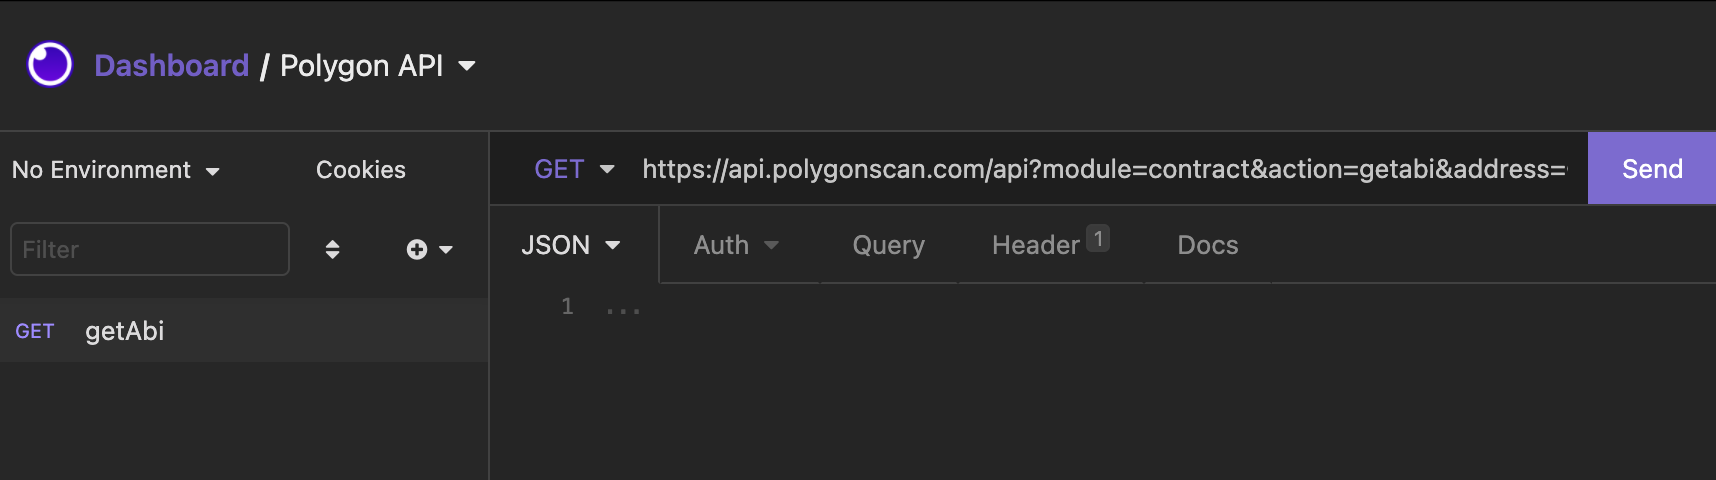 Dashboard / Polygon API
No Environment
Cookies
GET
https://api.polygonscan.com/api?module=contract&action=getabi&address=
Send
Filter
JSON
Auth
Query
Header 1
Docs
GET getAbi
1 ...